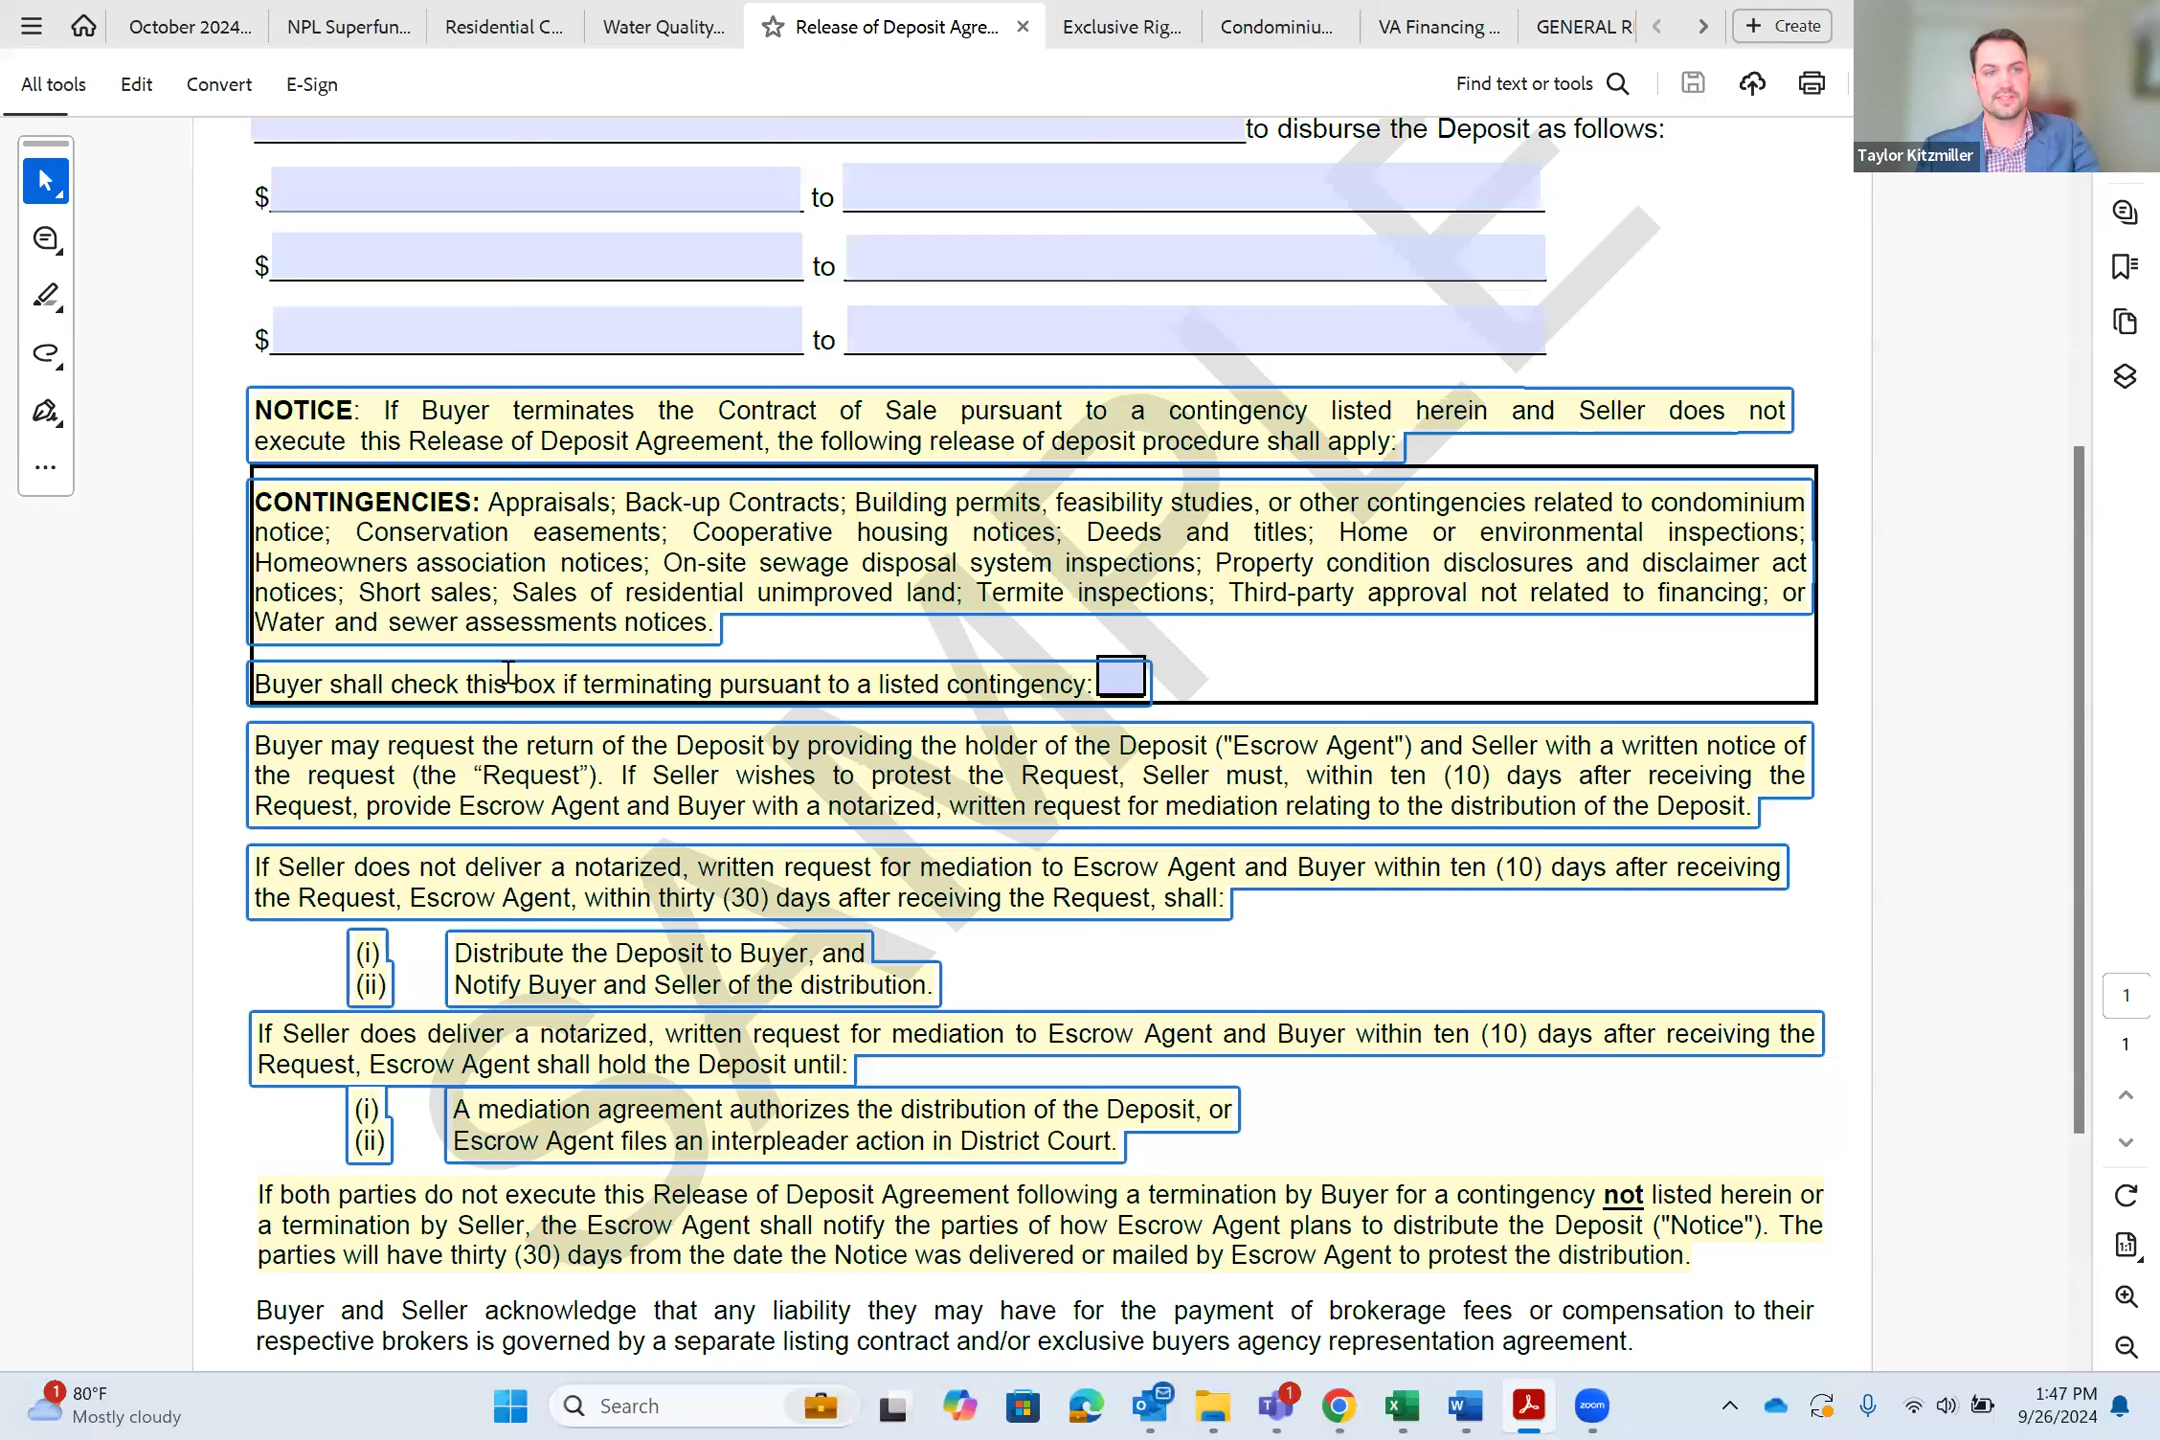 October 2024...
NPL Superfun...
Residential C...
Water Quality...
Release of Deposit Agre...
Exclusive Rig...
Condominiu...
VA Financing ...
GENERAL R
Create
All tools
Edit
Convert
E-Sign
Find text or tools
Taylor Kitzmiller
to disburse the Deposit as follows:
$ to
$ to
$ to
NOTICE: If Buyer terminates the Contract of Sale pursuant to a contingency listed herein and Seller does not
execute this Release of Deposit Agreement, the following release of deposit procedure shall apply:
CONTINGENCIES: Appraisals; Back-up Contracts; Building permits, feasibility studies, or other contingencies related to condominium
notice; Conservation easements; Cooperative housing notices; Deeds and titles; Home or environmental inspections;
Homeowners association notices; On-site sewage disposal system inspections; Property condition disclosures and disclaimer act
notices; Short sales; Sales of residential unimproved land; Termite inspections; Third-party approval not related to financing; or
Water and sewer assessments notices.
Buyer shall check this box if terminating pursuant to a listed contingency:
Buyer may request the return of the Deposit by providing the holder of the Deposit ("Escrow Agent") and Seller with a written notice of
the request (the “Request”). If Seller wishes to protest the Request, Seller must, within ten (10) days after receiving the
Request, provide Escrow Agent and Buyer with a notarized, written request for mediation relating to the distribution of the Deposit.
If Seller does not deliver a notarized, written request for mediation to Escrow Agent and Buyer within ten (10) days after receiving
the Request, Escrow Agent, within thirty (30) days after receiving the Request, shall:
(i) Distribute the Deposit to Buyer, and
(ii) Notify Buyer and Seller of the distribution.
If Seller does deliver a notarized, written request for mediation to Escrow Agent and Buyer within ten (10) days after receiving the
Request, Escrow Agent shall hold the Deposit until:
(i) A mediation agreement authorizes the distribution of the Deposit, or
(ii) Escrow Agent files an interpleader action in District Court.
If both parties do not execute this Release of Deposit Agreement following a termination by Buyer for a contingency not listed herein or
a termination by Seller, the Escrow Agent shall notify the parties of how Escrow Agent plans to distribute the Deposit ("Notice"). The
parties will have thirty (30) days from the date the Notice was delivered or mailed by Escrow Agent to protest the distribution.
Buyer and Seller acknowledge that any liability they may have for the payment of brokerage fees or compensation to their
respective brokers is governed by a separate listing contract and/or exclusive buyers agency representation agreement.
SAMPLE
1
1
1:1
1
80°F
Mostly cloudy
Search
1
zoom
1:47 PM
9/26/2024